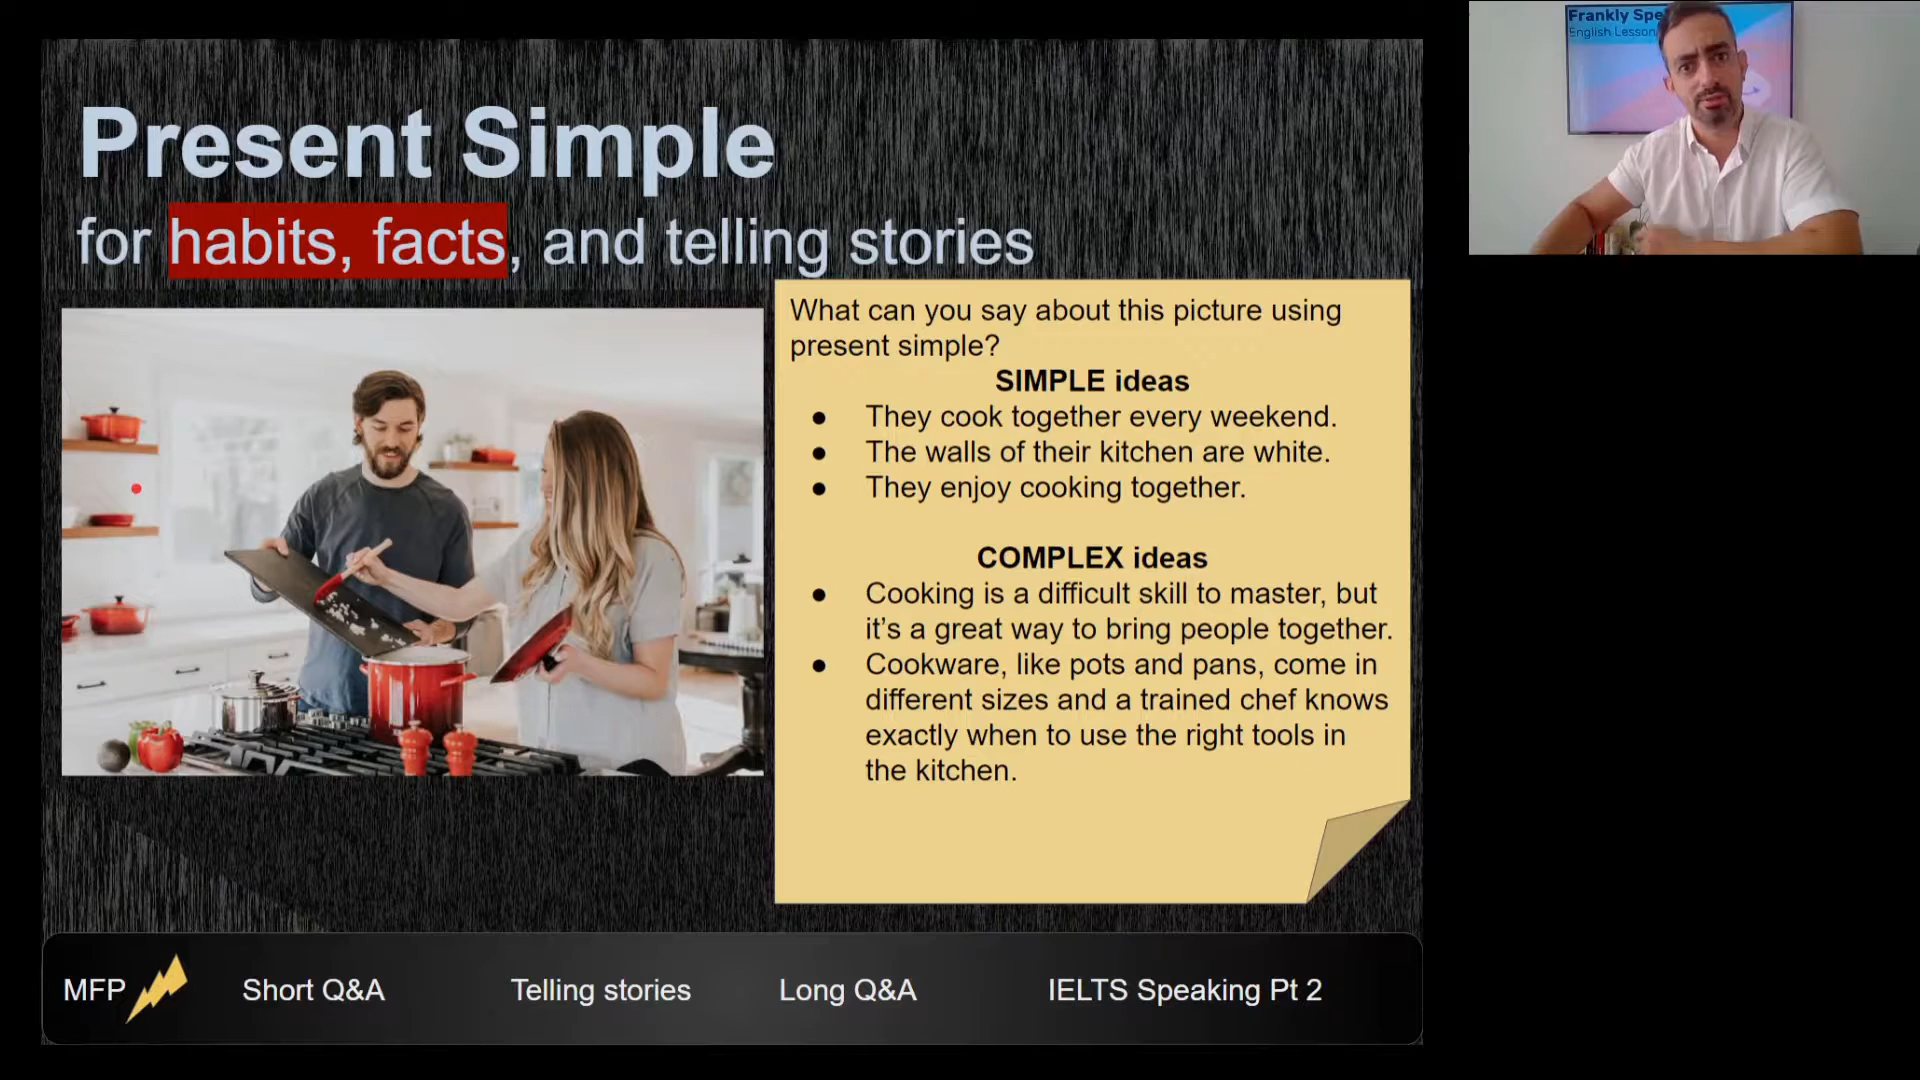 Present Simple
for habits, facts, and telling stories
What can you say about this picture using
present simple?
SIMPLE ideas
● They cook together every weekend.
● The walls of their kitchen are white.
● They enjoy cooking together.
COMPLEX ideas
● Cooking is a difficult skill to master, but
it’s a great way to bring people together.
● Cookware, like pots and pans, come in
different sizes and a trained chef knows
exactly when to use the right tools in
the kitchen.
MFP
Short Q&A
Telling stories
Long Q&A
IELTS Speaking Pt 2
Frankly Spe
English Lesson